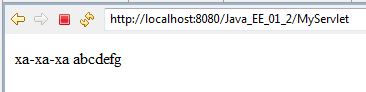 http://localhost:8080/Java_EE_01_2/MyServlet
xa-xa-xa abcdefg